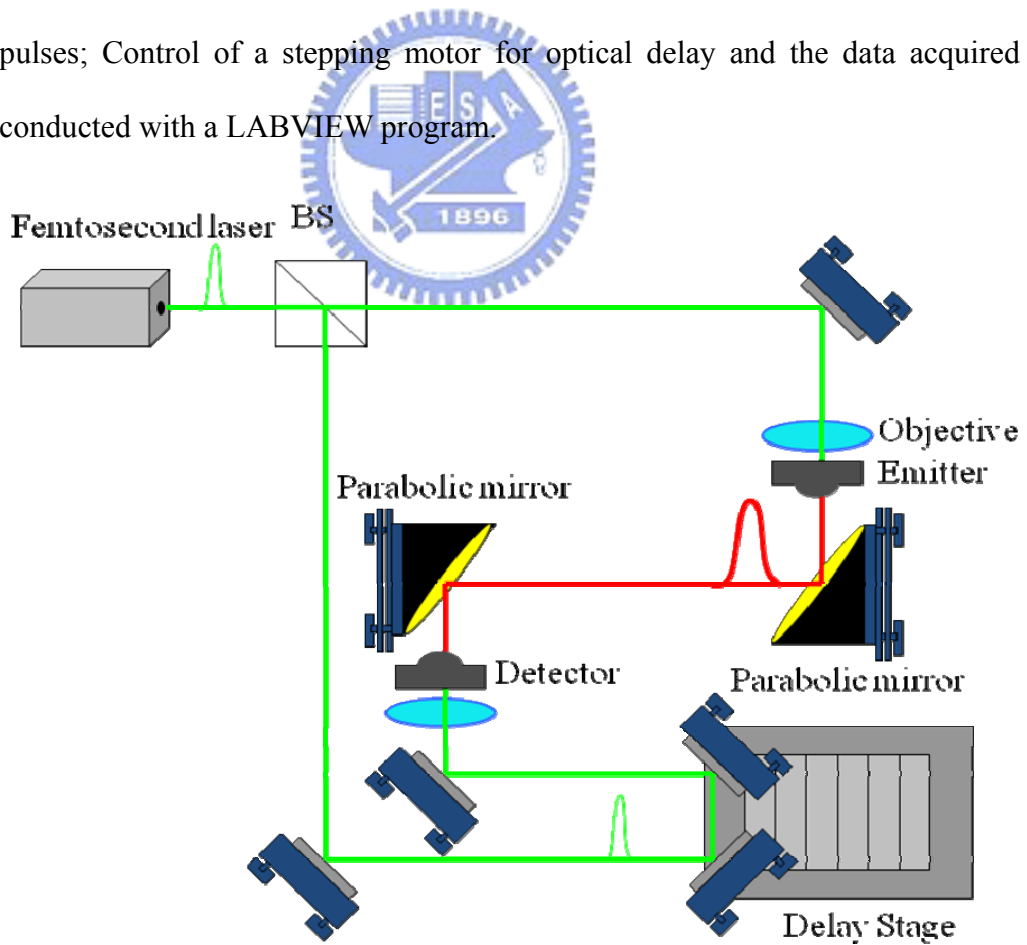 pulses; Control of a stepping motor for optical delay and the data acquired
conducted with a LABVIEW program.
ESA
1896
Femtosecond laser
BS
Objective
Emitter
Parabolic mirror
Detector
Parabolic mirror
Delay Stage